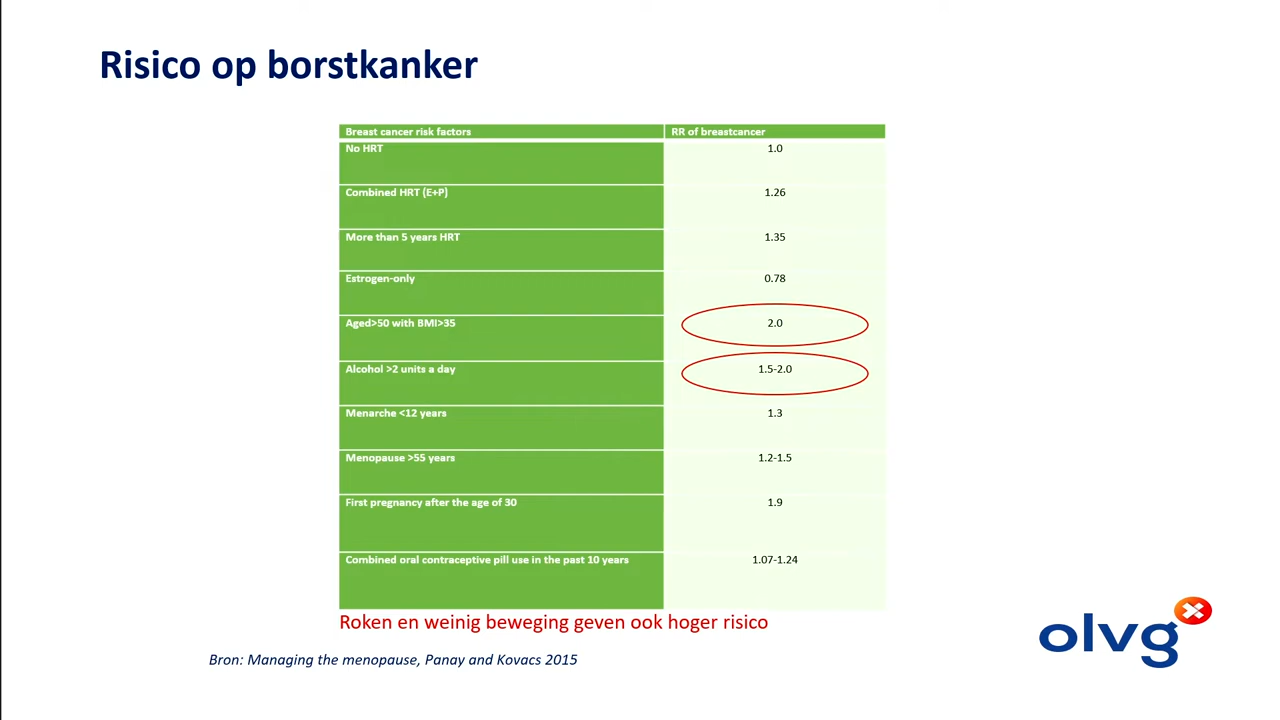 Risico op borstkanker
Breast cancer risk factors RR of breastcancer
No HRT 1.0
Combined HRT (E+P) 1.26
More than 5 years HRT 1.35
Estrogen-only 0.78
Aged>50 with BMI>35 2.0
Alcohol >2 units a day 1.5-2.0
Menarche <12 years 1.3
Menopause >55 years 1.2-1.5
First pregnancy after the age of 30 1.9
Combined oral contraceptive pill use in the past 10 years 1.07-1.24
Roken en weinig beweging geven ook hoger risico
Bron: Managing the menopause, Panay and Kovacs 2015
olvg